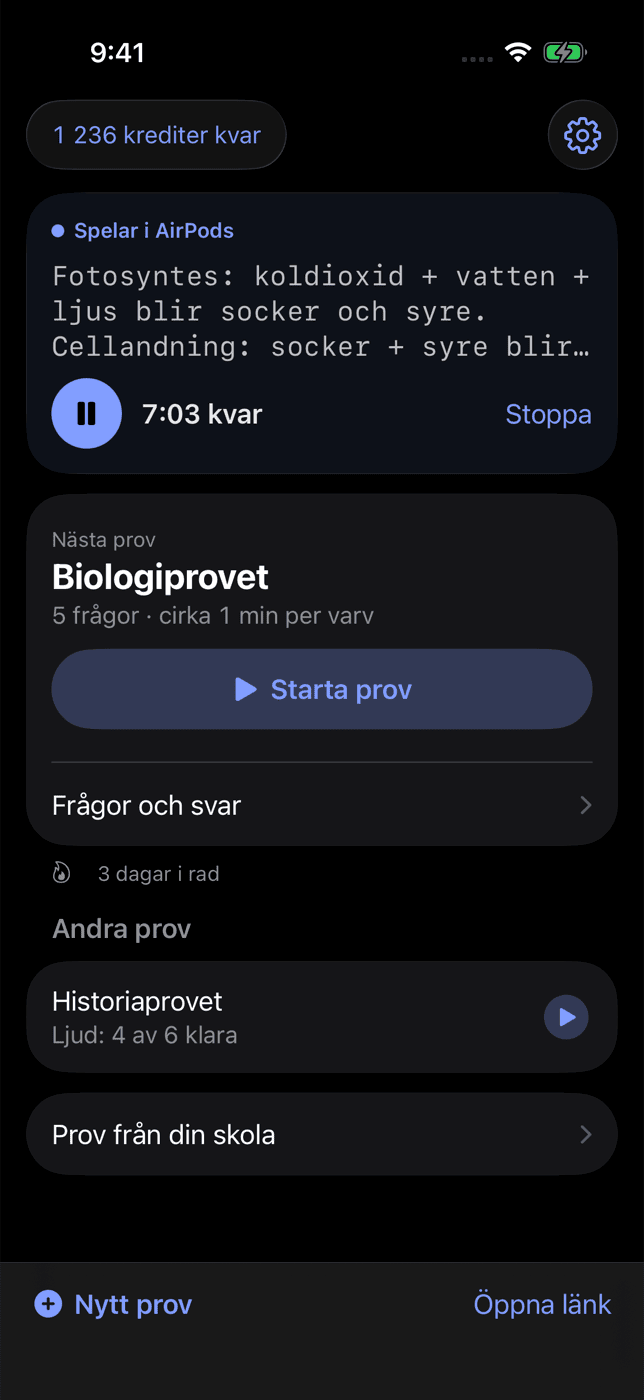 9:41
1 236 krediter kvar
Spelar i AirPods
Fotosyntes: koldioxid + vatten +
ljus blir socker och syre.
Cellandning: socker + syre blir…
7:03 kvar
Stoppa
Nästa prov
Biologiprovet
5 frågor · cirka 1 min per varv
Starta prov
Frågor och svar
3 dagar i rad
Andra prov
Historiaprovet
Ljud: 4 av 6 klara
Prov från din skola
Nytt prov
Öppna länk